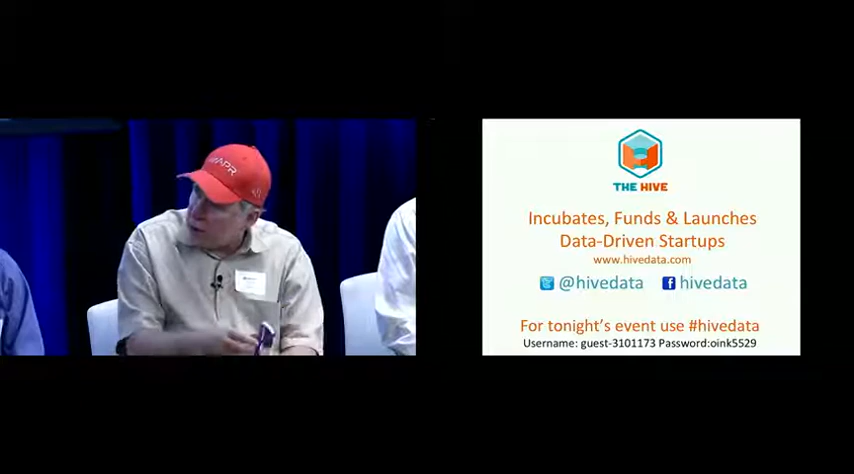 MAPR
THE HIVE
Incubates, Funds & Launches
Data-Driven Startups
www.hivedata.com
@hivedata hivedata
For tonight's event use #hivedata
Username: guest-3101173 Password:oink5529